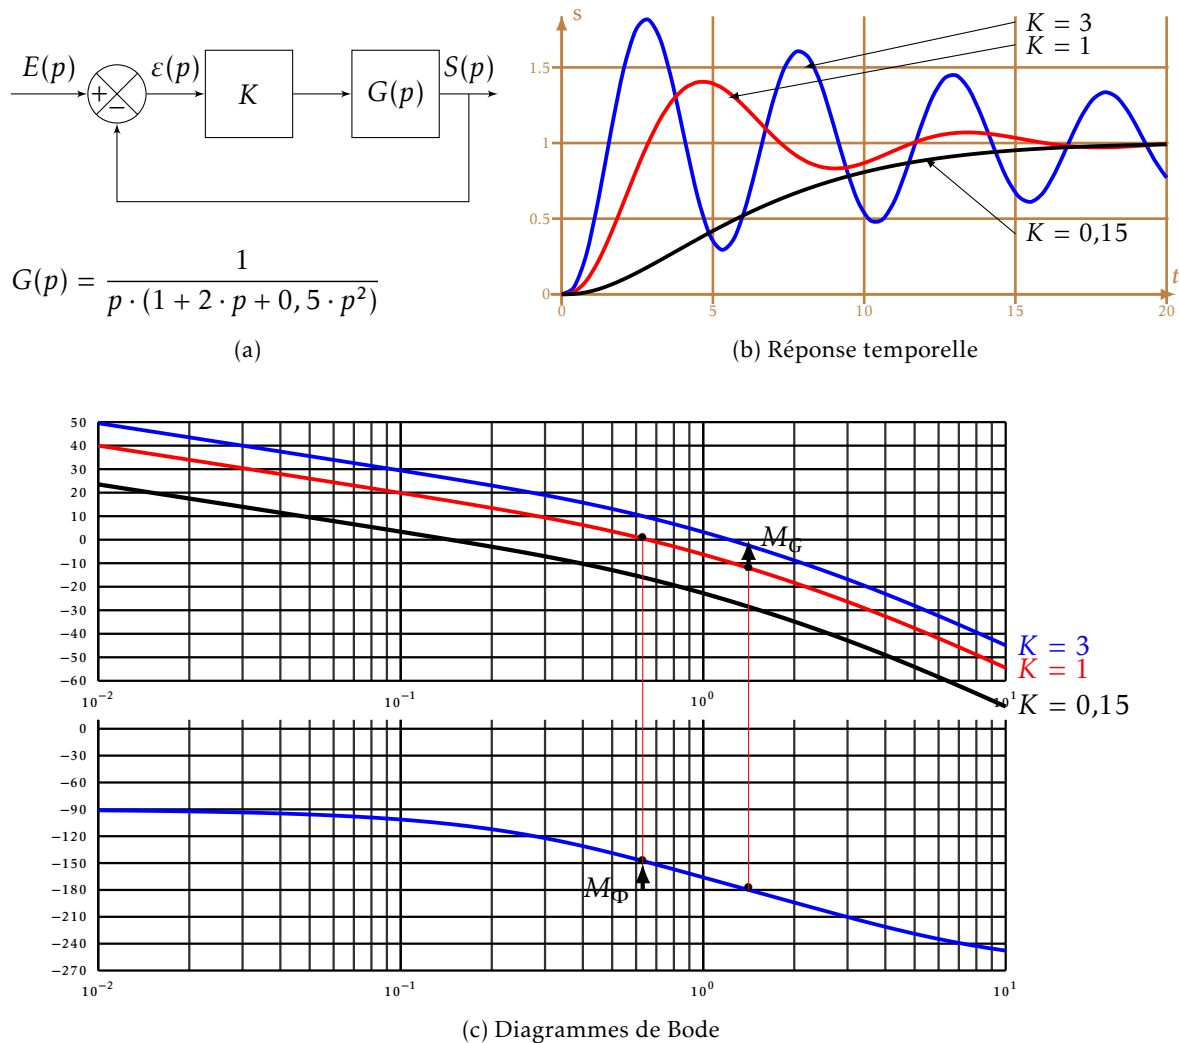 E(p)
+
−
ε(p)
K
G(p)
S(p)
G(p) = 1 / (p · (1 + 2 · p + 0, 5 · p²))
(a)
s
K = 3
K = 1
1.5
1
0.5
K = 0,15
0
t
0 5 10 15 20
(b) Réponse temporelle
50
40
30
20
10
0
−10
−20
−30
−40
−50
−60
M_G
K = 3
K = 1
K = 0,15
10⁻² 10⁻¹ 10⁰ 10¹
0
−30
−60
−90
−120
−150
−180
−210
−240
−270
M_Φ
10⁻² 10⁻¹ 10⁰ 10¹
(c) Diagrammes de Bode